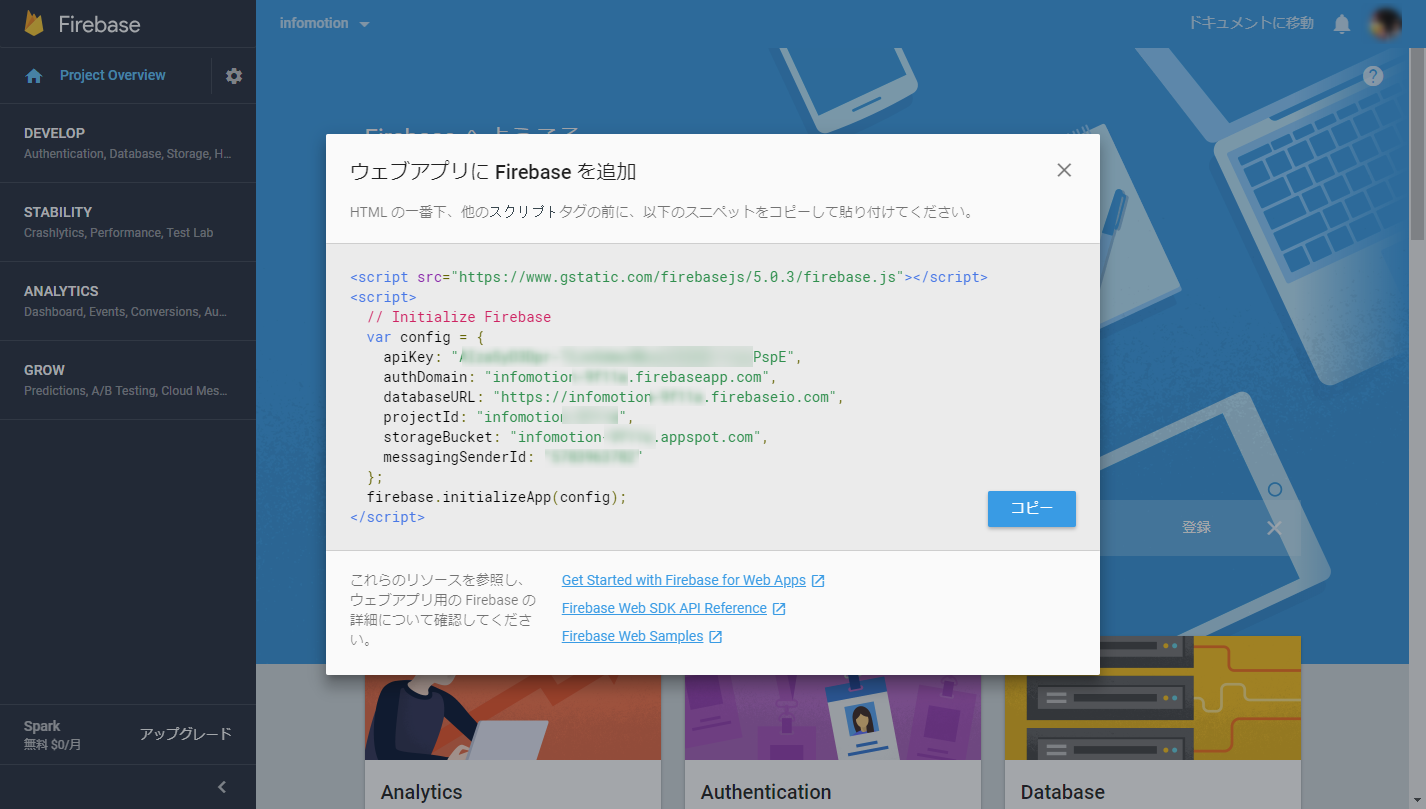 Firebase
infomotion
ドキュメントに移動
Project Overview
DEVELOP
Authentication, Database, Storage, H...
STABILITY
Crashlytics, Performance, Test Lab
ANALYTICS
Dashboard, Events, Conversions, Au...
GROW
Predictions, A/B Testing, Cloud Mes...
Spark
無料 $0/月
アップグレード
Firebase へようこそ
ウェブアプリに Firebase を追加
HTML の一番下、他のスクリプトタグの前に、以下のスニペットをコピーして貼り付けてください。
<script src="https://www.gstatic.com/firebasejs/5.0.3/firebase.js"></script>
<script>
// Initialize Firebase
var config = {
apiKey: "PspE",
authDomain: "infomotion.firebaseapp.com",
databaseURL: "https://infomotion.firebaseio.com",
projectId: "infomotion",
storageBucket: "infomotion-.appspot.com",
messagingSenderId: "
};
firebase.initializeApp(config);
</script>
コピー
登録
これらのリソースを参照し、
ウェブアプリ用の Firebase の
詳細について確認してくださ
い。
Get Started with Firebase for Web Apps
Firebase Web SDK API Reference
Firebase Web Samples
Analytics
Authentication
Database